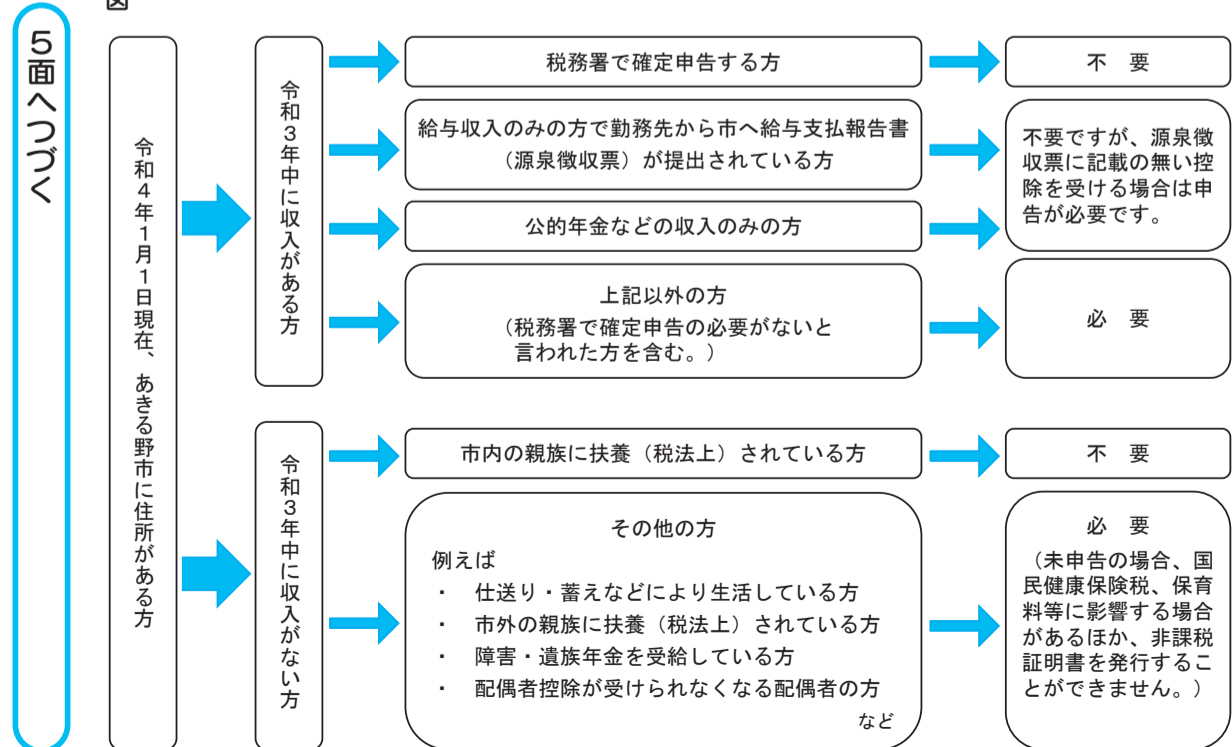 図
5面へつづく
令和4年1月1日現在、あきる野市に住所がある方
令和3年中に収入がある方
税務署で確定申告する方
不 要
給与収入のみの方で勤務先から市へ給与支払報告書
（源泉徴収票）が提出されている方
公的年金などの収入のみの方
不要ですが、源泉徴
収票に記載の無い控
除を受ける場合は申
告が必要です。
上記以外の方
（税務署で確定申告の必要がないと
言われた方を含む。）
必 要
令和3年中に収入がない方
市内の親族に扶養（税法上）されている方
不 要
その他の方
例えば
・ 仕送り・蓄えなどにより生活している方
・ 市外の親族に扶養（税法上）されている方
・ 障害・遺族年金を受給している方
・ 配偶者控除が受けられなくなる配偶者の方
など
必 要
（未申告の場合、国
民健康保険税、保育
料等に影響する場合
があるほか、非課税
証明書を発行するこ
とができません。）